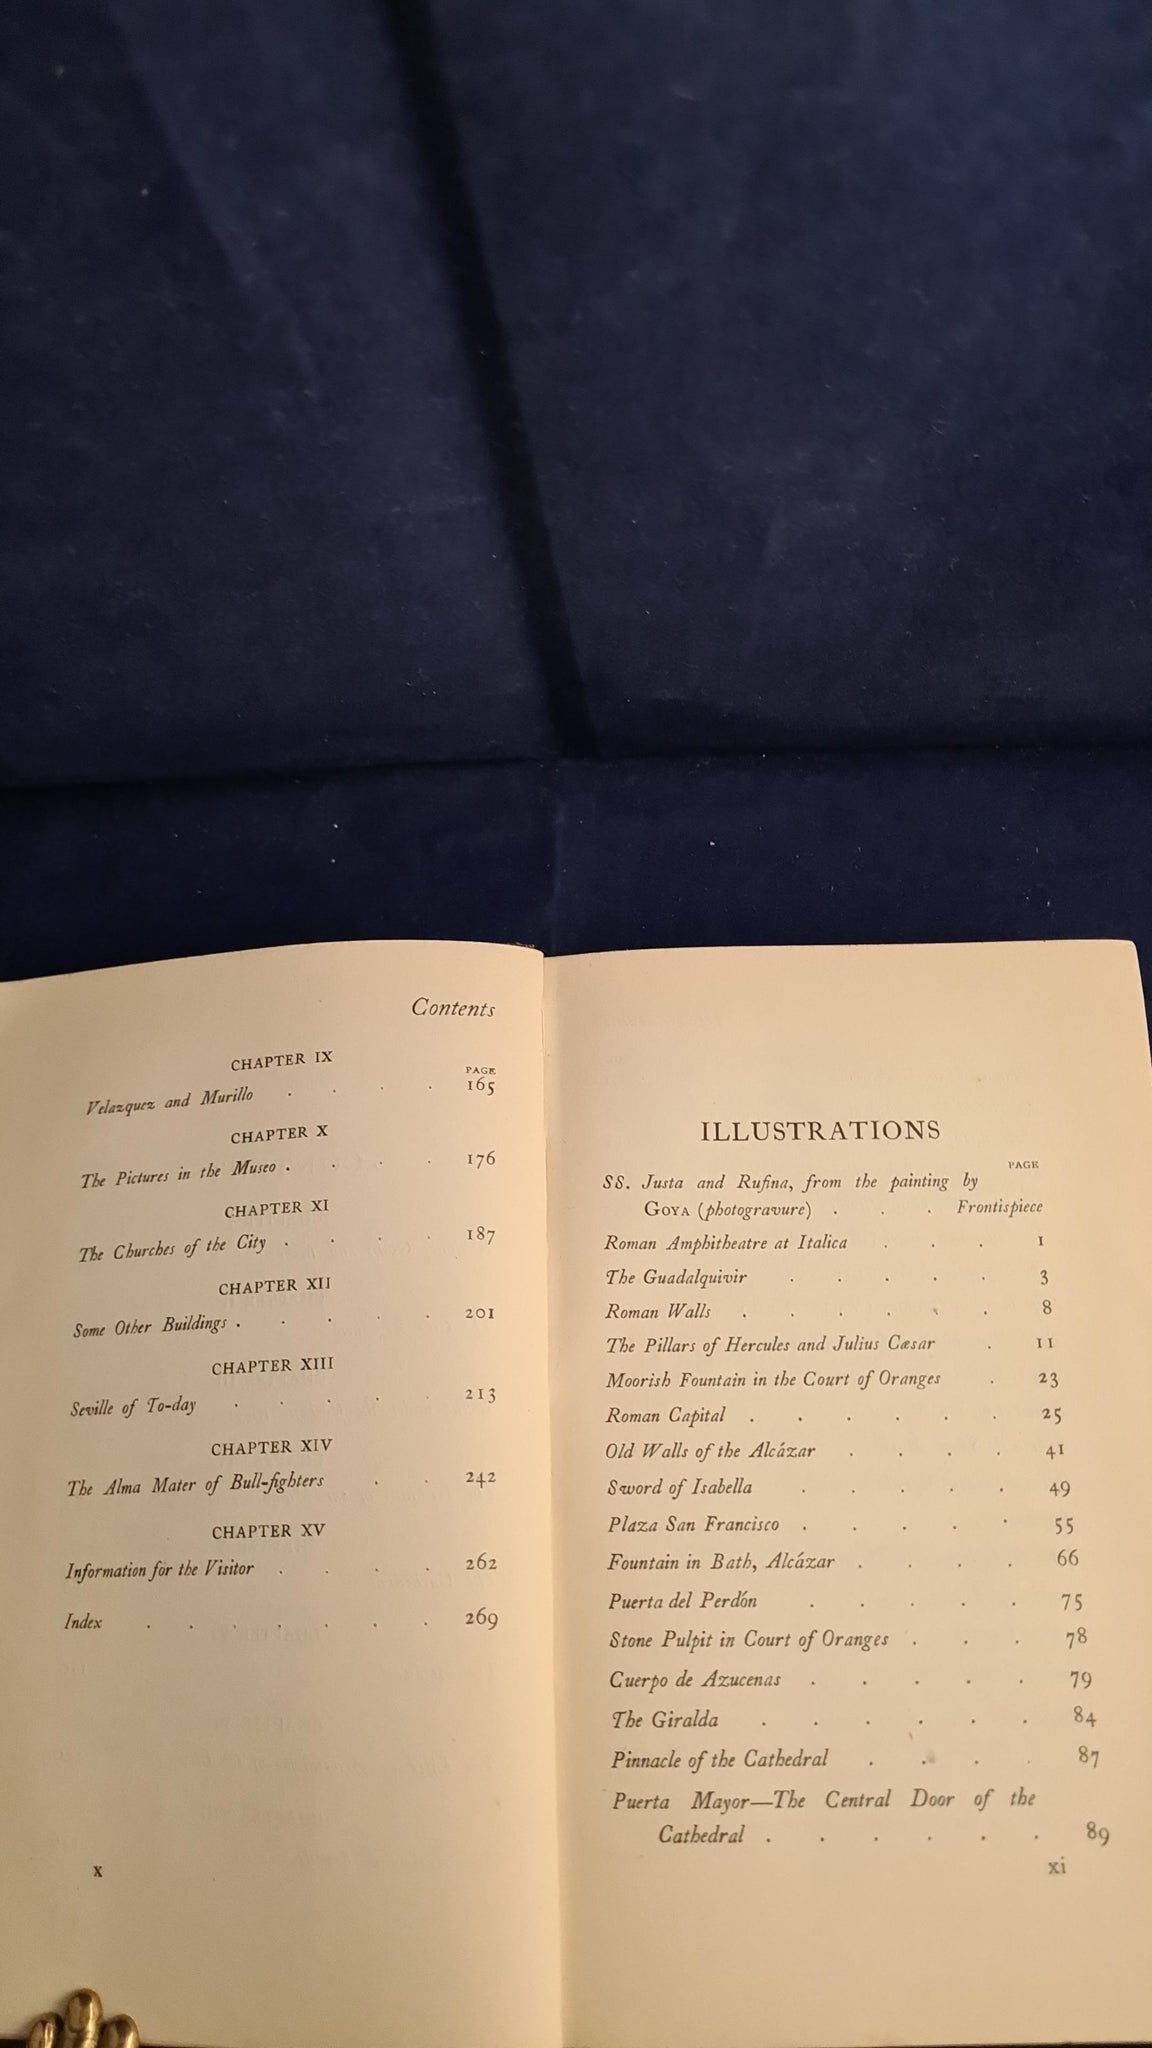 Contents
CHAPTER IX
PAGE
Velazquez and Murillo . . . . 165
CHAPTER X
The Pictures in the Museo . . . . 176
CHAPTER XI
The Churches of the City . . . . 187
CHAPTER XII
Some Other Buildings . . . . . 201
CHAPTER XIII
Seville of To-day . . . . . 213
CHAPTER XIV
The Alma Mater of Bull-fighters . . 242
CHAPTER XV
Information for the Visitor . . . . 262
Index . . . . . . . 269
x
ILLUSTRATIONS
PAGE
SS. Justa and Rufina, from the painting by
GOYA (photogravure) . . . Frontispiece
Roman Amphitheatre at Italica . . . 1
The Guadalquivir . . . . . 3
Roman Walls . . . . . . 8
The Pillars of Hercules and Julius Cæsar . 11
Moorish Fountain in the Court of Oranges . 23
Roman Capital . . . . . . 25
Old Walls of the Alcázar . . . . 41
Sword of Isabella . . . . . 49
Plaza San Francisco . . . . . 55
Fountain in Bath, Alcázar . . . . 66
Puerta del Perdón . . . . . 75
Stone Pulpit in Court of Oranges . . . 78
Cuerpo de Azucenas . . . . . 79
The Giralda . . . . . . 84
Pinnacle of the Cathedral . . . . 87
Puerta Mayor—The Central Door of the
Cathedral . . . . . . 89
xi